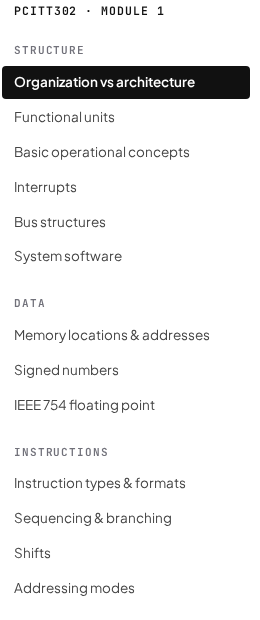 PCITT302 · MODULE 1
STRUCTURE
Organization vs architecture
Functional units
Basic operational concepts
Interrupts
Bus structures
System software
DATA
Memory locations & addresses
Signed numbers
IEEE 754 floating point
INSTRUCTIONS
Instruction types & formats
Sequencing & branching
Shifts
Addressing modes